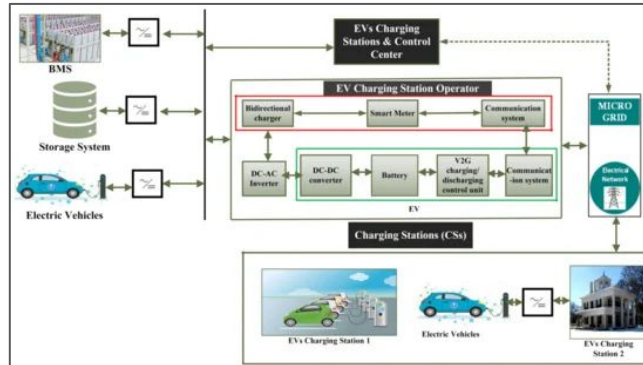 BMS
Storage System
Electric Vehicles
EVs Charging
Stations & Control
Center
EV Charging Station Operator
Bidirectional
charger
Smart Meter
Communication
system
DC-AC
Inverter
DC-DC
converter
Battery
V2G
charging/
discharging
control unit
Communicat
-ion system
EV
MICRO
GRID
Electrical
Network
Charging Stations (CSs)
EVs Charging Station 1
Electric Vehicles
EVs Charging
Station 2